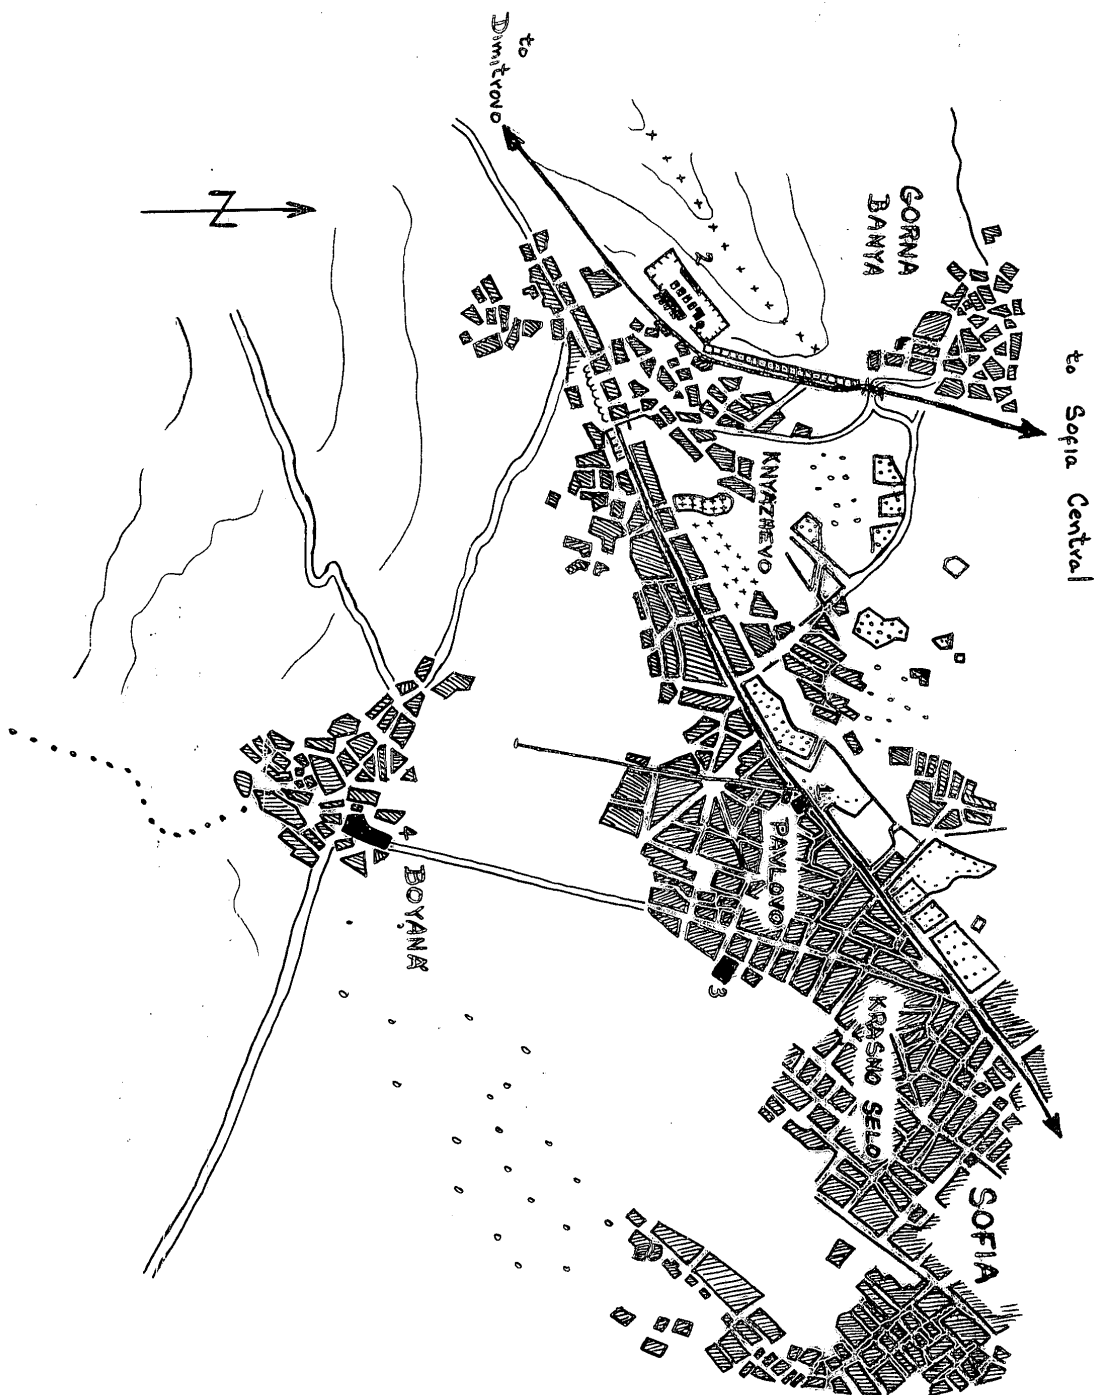 to
Dimitrovo
GORNA
BANYA
to Sofia Central
N
2
KNYAZHEVO
PAVLOVO
3
4
BOYANA
KRASNO SELO
SOFIA